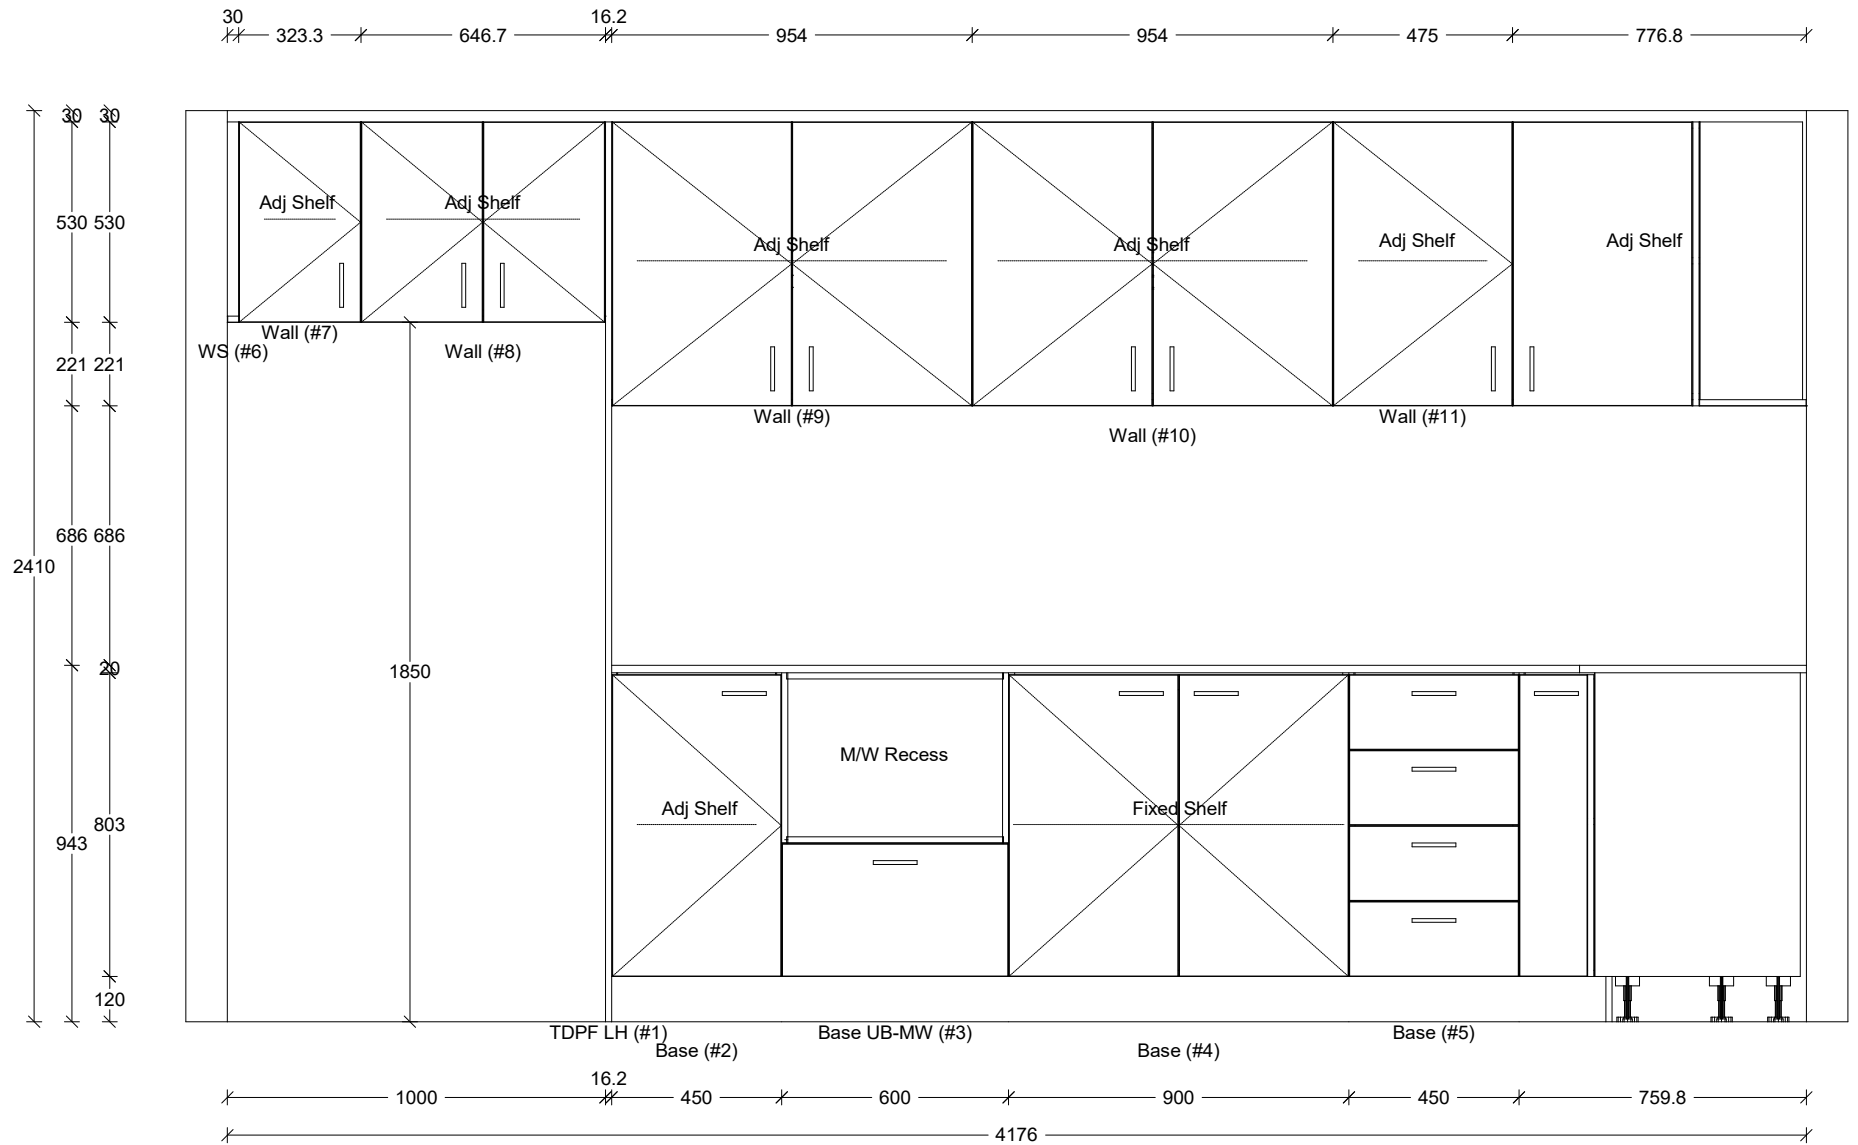 30 323.3 646.7 16.2 954 954 475 776.8
30 30
Adj Shelf Adj Shelf
530 530
Adj Shelf Adj Shelf Adj Shelf Adj Shelf
Wall (#7)
WS (#6) Wall (#8)
221 221
Wall (#9) Wall (#11)
Wall (#10)
686 686
2410
20
1850
M/W Recess
Adj Shelf Fixed Shelf
803
943
120
TDPF LH (#1) Base UB-MW (#3) Base (#5)
Base (#2) Base (#4)
1000 16.2 450 600 900 450 759.8
4176